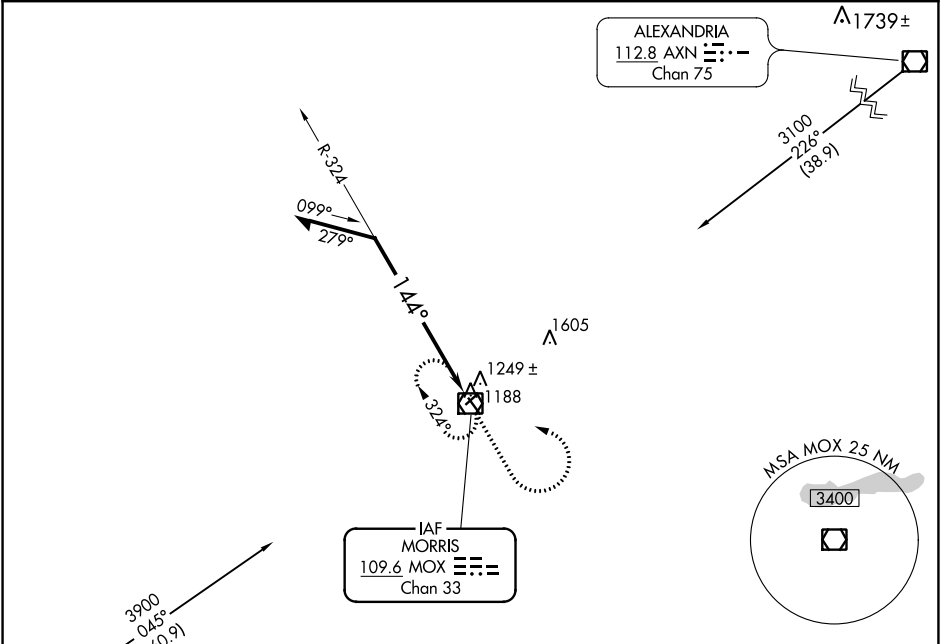 1739±
ALEXANDRIA
112.8 AXN
Chan 75
3100
226°
(38.9)
R-324
099°
279°
144°
1605
1249 ±
1188
324°
MSA MOX 25 NM
3400
IAF
MORRIS
109.6 MOX
Chan 33
3900
045°